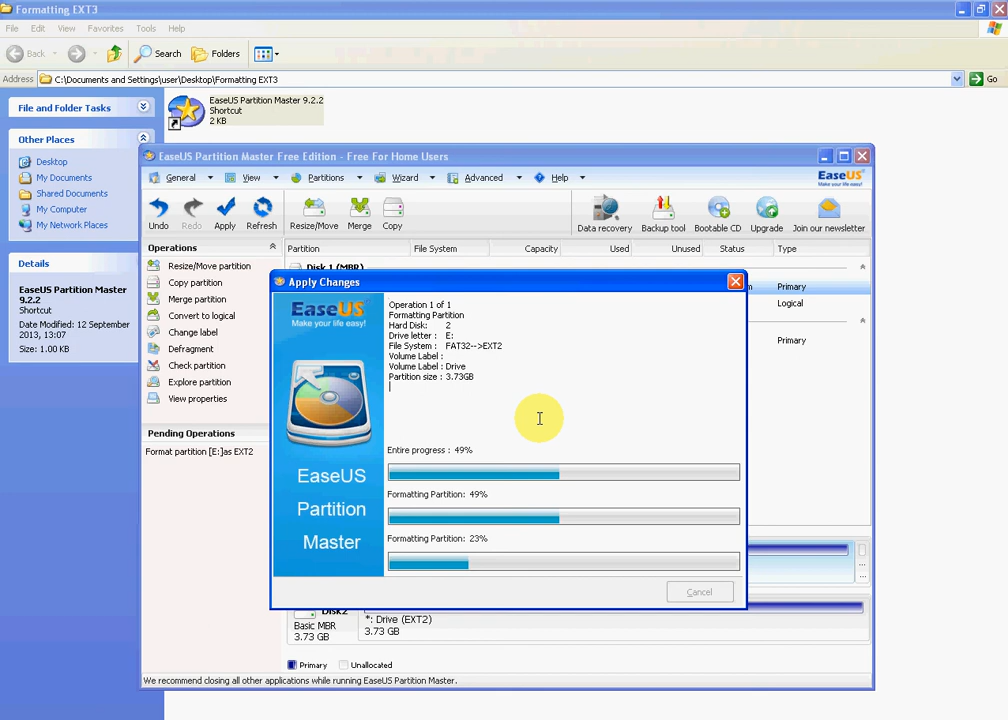 Formatting EXT3
File Edit View Favorites Tools Help
Back Search Folders
Address C:\Documents and Settings\user\Desktop\Formatting EXT3 Go
File and Folder Tasks
Other Places
Desktop
My Documents
Shared Documents
My Computer
My Network Places
Details
EaseUS Partition Master
9.2.2
Shortcut
Date Modified: 12 September
2013, 13:07
Size: 1.00 KB
EaseUS Partition Master 9.2.2
Shortcut
2 KB
EaseUS Partition Master Free Edition - Free For Home Users
General View Partitions Wizard Advanced Help
EaseUS
Make your life easy!
Undo Redo Apply Refresh Resize/Move Merge Copy Data recovery Backup tool Bootable CD Upgrade Join our newsletter
Operations
Resize/Move partition
Copy partition
Merge partition
Convert to logical
Change label
Defragment
Check partition
Explore partition
View properties
Pending Operations
Format partition [E:]as EXT2
Partition File System Capacity Used Unused Status Type
Disk 1 (MBR)
Primary
Logical
Primary
Apply Changes
EaseUS
Make your life easy!
EaseUS
Partition
Master
Operation 1 of 1
Formatting Partition
Hard Disk: 2
Drive letter : E:
File System : FAT32-->EXT2
Volume Label :
Volume Label : Drive
Partition size : 3.73GB
Entire progress : 49%
Formatting Partition: 49%
Formatting Partition: 23%
Cancel
Disk2
Basic MBR
3.73 GB
*: Drive (EXT2)
3.73 GB
Primary Unallocated
We recommend closing all other applications while running EaseUS Partition Master.